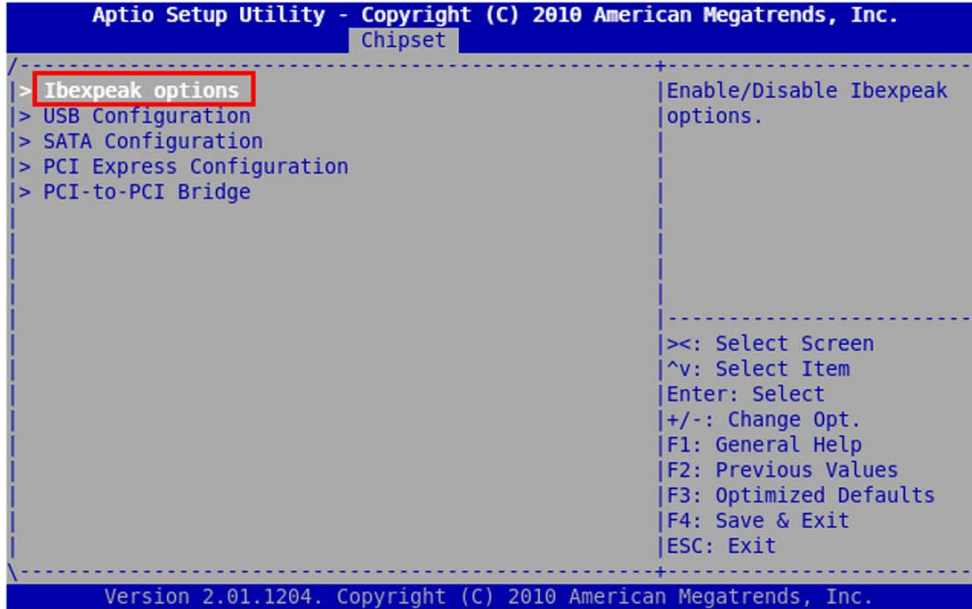 Aptio Setup Utility - Copyright (C) 2010 American Megatrends, Inc.
Chipset
> Ibexpeak options
> USB Configuration
> SATA Configuration
> PCI Express Configuration
> PCI-to-PCI Bridge
Enable/Disable Ibexpeak
options.
><: Select Screen
^v: Select Item
Enter: Select
+/-: Change Opt.
F1: General Help
F2: Previous Values
F3: Optimized Defaults
F4: Save & Exit
ESC: Exit
Version 2.01.1204. Copyright (C) 2010 American Megatrends, Inc.